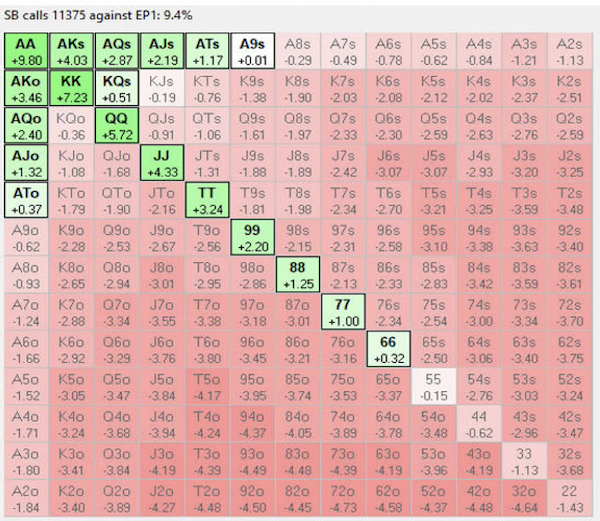 SB calls 11375 against EP1: 9.4%
AA AKs AQs AJs ATs A9s A8s A7s A6s A5s A4s A3s A2s
+9.80 +4.03 +2.87 +2.19 +1.17 +0.01 -0.29 -0.49 -0.78 -0.62 -0.84 -1.21 -1.13
AKo KK KQs KJs KTs K9s K8s K7s K6s K5s K4s K3s K2s
+3.46 +7.23 +0.51 -0.19 -0.76 -1.38 -1.90 -2.03 -2.08 -2.12 -2.02 -2.37 -2.51
AQo KQo QQ QJs QTs Q9s Q8s Q7s Q6s Q5s Q4s Q3s Q2s
+2.40 -0.36 +5.72 -0.91 -1.06 -1.61 -1.97 -2.33 -2.30 -2.59 -2.63 -2.76 -2.59
AJo KJo QJo JJ JTs J9s J8s J7s J6s J5s J4s J3s J2s
+1.32 -1.08 -1.68 +4.33 -1.31 -1.88 -1.89 -2.42 -3.07 -3.07 -2.93 -3.20 -3.25
ATo KTo QTo JTo TT T9s T8s T7s T6s T5s T4s T3s T2s
+0.37 -1.79 -1.90 -2.16 +3.24 -1.81 -1.98 -2.34 -2.70 -3.21 -3.25 -3.59 -3.48
A9o K9o Q9o J9o T9o 99 98s 97s 96s 95s 94s 93s 92s
-0.62 -2.28 -2.53 -2.67 -2.56 +2.20 -2.15 -2.31 -2.58 -3.10 -3.38 -3.63 -3.40
A8o K8o Q8o J8o T8o 98o 88 87s 86s 85s 84s 83s 82s
-0.93 -2.65 -2.94 -3.01 -2.95 -2.86 +1.25 -2.13 -2.33 -2.83 -3.42 -3.59 -3.61
A7o K7o Q7o J7o T7o 97o 87o 77 76s 75s 74s 73s 72s
-1.24 -2.88 -3.34 -3.55 -3.38 -3.18 -3.01 +1.00 -2.34 -2.54 -3.00 -3.34 -3.70
A6o K6o Q6o J6o T6o 96o 86o 76o 66 65s 64s 63s 62s
-1.66 -2.92 -3.29 -3.76 -3.80 -3.45 -3.21 -3.16 +0.32 -2.50 -3.06 -3.40 -3.75
A5o K5o Q5o J5o T5o 95o 85o 75o 65o 55 54s 53s 52s
-1.52 -3.05 -3.47 -3.84 -4.17 -3.95 -3.74 -3.53 -3.37 -0.15 -2.76 -3.03 -3.24
A4o K4o Q4o J4o T4o 94o 84o 74o 64o 54o 44 43s 42s
-1.71 -3.24 -3.68 -3.94 -4.24 -4.37 -4.05 -3.89 -3.78 -3.48 -0.62 -2.96 -3.47
A3o K3o Q3o J3o T3o 93o 83o 73o 63o 53o 43o 33 32s
-1.80 -3.41 -3.84 -4.19 -4.39 -4.49 -4.48 -4.39 -4.19 -3.96 -4.19 -1.13 -3.68
A2o K2o Q2o J2o T2o 92o 82o 72o 62o 52o 42o 32o 22
-1.84 -3.40 -3.89 -4.27 -4.48 -4.50 -4.45 -4.73 -4.58 -4.37 -4.48 -4.64 -1.43